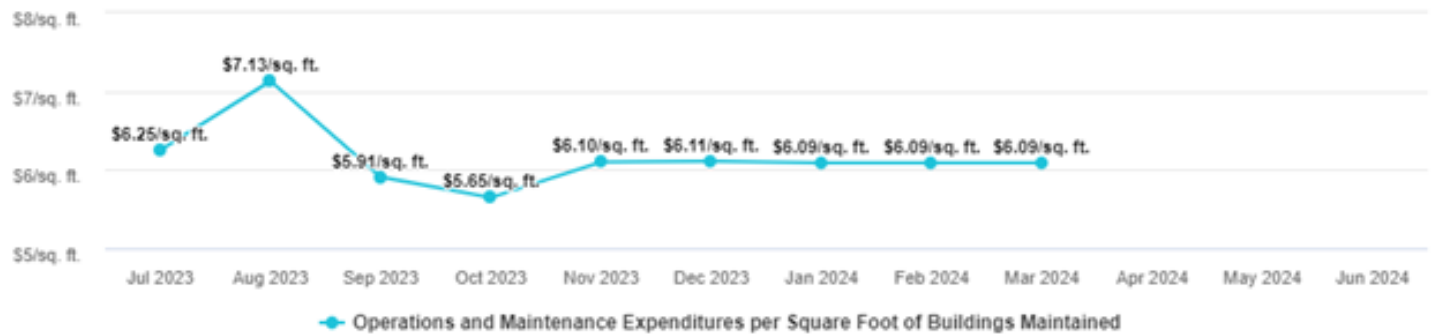 $8/sq. ft.
$7.13/sq. ft.
$7/sq. ft.
$6.25/sq. ft.
$5.91/sq. ft.
$5.65/sq. ft.
$6.10/sq. ft.
$6.11/sq. ft.
$6.09/sq. ft.
$6.09/sq. ft.
$6.09/sq. ft.
$6/sq. ft.
$5/sq. ft.
Jul 2023 Aug 2023 Sep 2023 Oct 2023 Nov 2023 Dec 2023 Jan 2024 Feb 2024 Mar 2024 Apr 2024 May 2024 Jun 2024
Operations and Maintenance Expenditures per Square Foot of Buildings Maintained